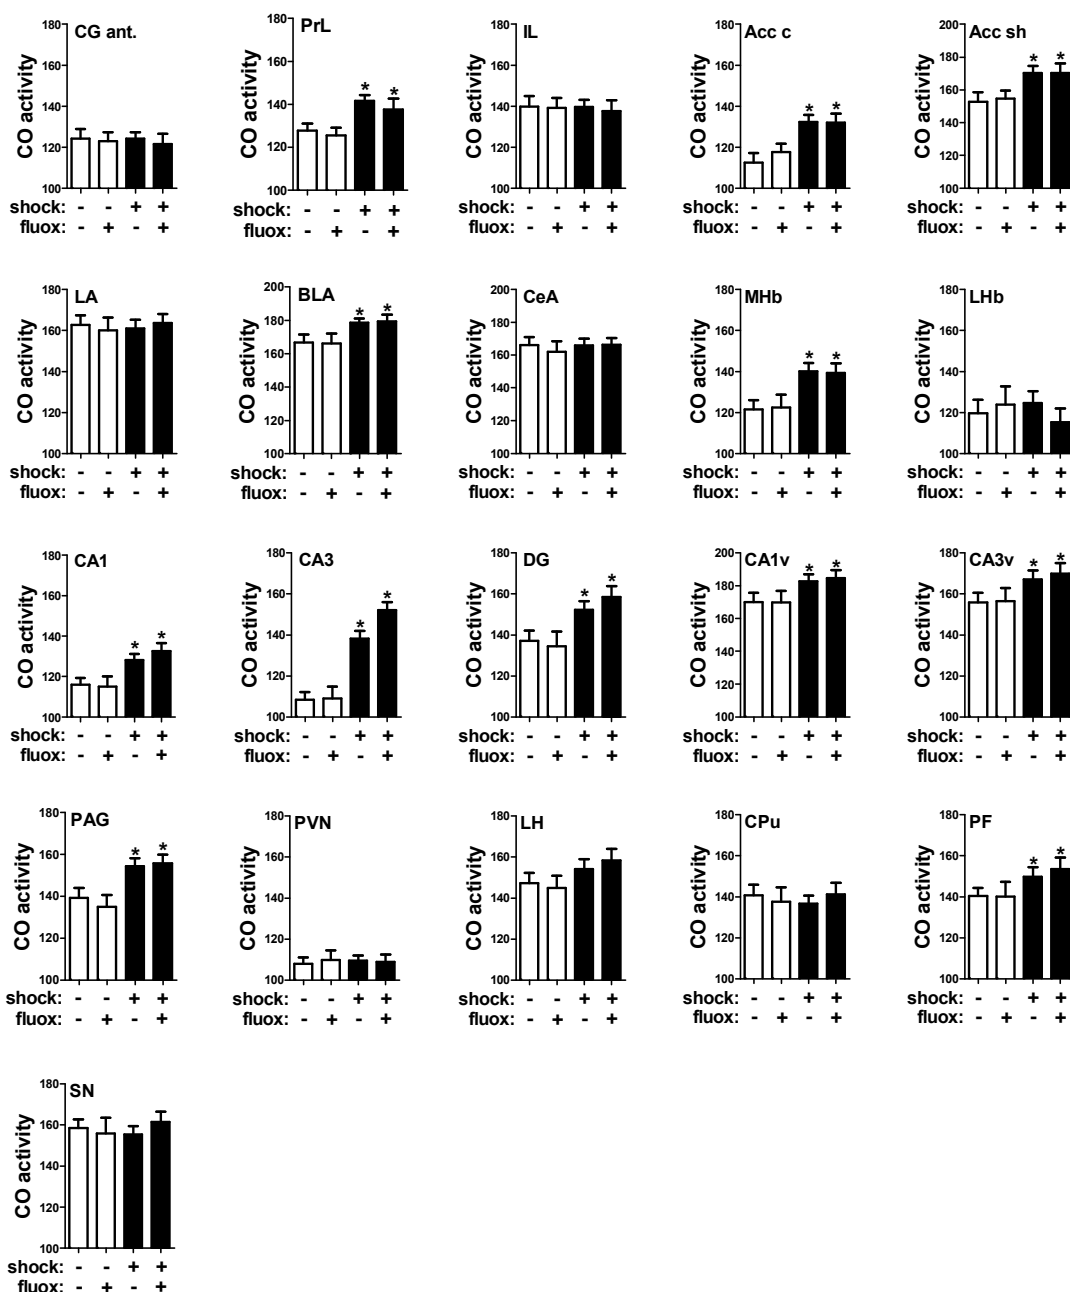 CG ant.
CO activity
180
160
140
120
100
shock: - - + +
fluox: - + - +
PrL
CO activity
180
160
140
120
100
* *
shock: - - + +
fluox: - + - +
IL
CO activity
180
160
140
120
100
shock: - - + +
fluox: - + - +
Acc c
CO activity
180
160
140
120
100
* *
shock: - - + +
fluox: - + - +
Acc sh
CO activity
200
180
160
140
120
100
* *
shock: - - + +
fluox: - + - +
LA
CO activity
180
160
140
120
100
shock: - - + +
fluox: - + - +
BLA
CO activity
200
180
160
140
120
100
* *
shock: - - + +
fluox: - + - +
CeA
CO activity
200
180
160
140
120
100
shock: - - + +
fluox: - + - +
MHb
CO activity
180
160
140
120
100
* *
shock: - - + +
fluox: - + - +
LHb
CO activity
180
160
140
120
100
shock: - - + +
fluox: - + - +
CA1
CO activity
180
160
140
120
100
* *
shock: - - + +
fluox: - + - +
CA3
CO activity
180
160
140
120
100
* *
shock: - - + +
fluox: - + - +
DG
CO activity
180
160
140
120
100
* *
shock: - - + +
fluox: - + - +
CA1v
CO activity
200
180
160
140
120
100
* *
shock: - - + +
fluox: - + - +
CA3v
CO activity
180
160
140
120
100
* *
shock: - - + +
fluox: - + - +
PAG
CO activity
180
160
140
120
100
* *
shock: - - + +
fluox: - + - +
PVN
CO activity
180
160
140
120
100
shock: - - + +
fluox: - + - +
LH
CO activity
180
160
140
120
100
shock: - - + +
fluox: - + - +
CPu
CO activity
180
160
140
120
100
shock: - - + +
fluox: - + - +
PF
CO activity
180
160
140
120
100
* *
shock: - - + +
fluox: - + - +
SN
CO activity
180
160
140
120
100
shock: - - + +
fluox: - + - +